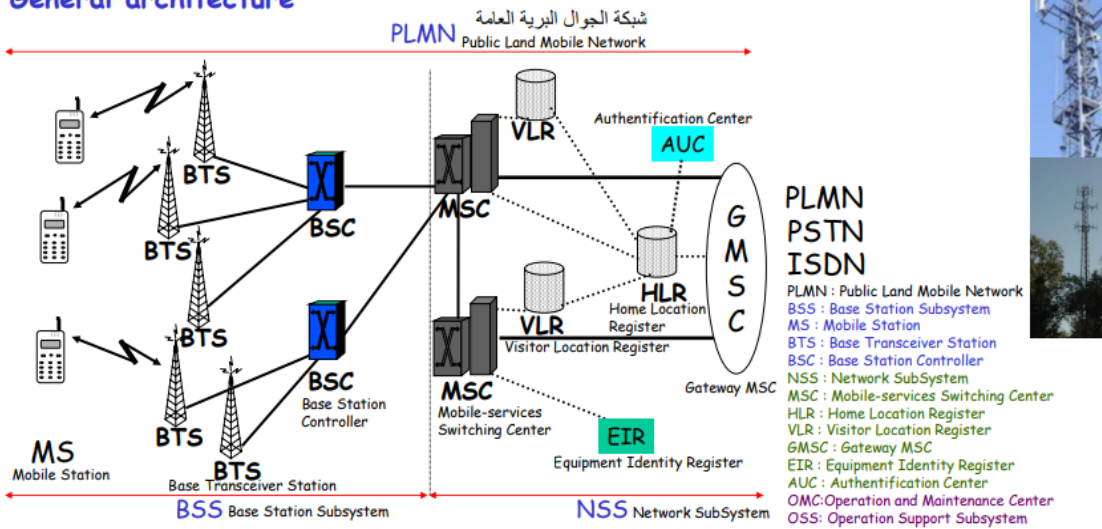 General architecture
شبكة الجوال البرية العامة
PLMN Public Land Mobile Network
VLR
Authentification Center
AUC
BTS
MSC
BSC
BTS
G
M
S
C
HLR
Home Location
Register
VLR
Visitor Location Register
BTS
BSC
Base Station
Controller
MSC
Mobile-services
Switching Center
Gateway MSC
EIR
Equipment Identity Register
BTS
MS
Mobile Station
BTS
Base Transceiver Station
BSS Base Station Subsystem
NSS Network SubSystem
PLMN
PSTN
ISDN
PLMN : Public Land Mobile Network
BSS : Base Station Subsystem
MS : Mobile Station
BTS : Base Transceiver Station
BSC : Base Station Controller
NSS : Network SubSystem
MSC : Mobile-services Switching Center
HLR : Home Location Register
VLR : Visitor Location Register
GMSC : Gateway MSC
EIR : Equipment Identity Register
AUC : Authentification Center
OMC:Operation and Maintenance Center
OSS: Operation Support Subsystem